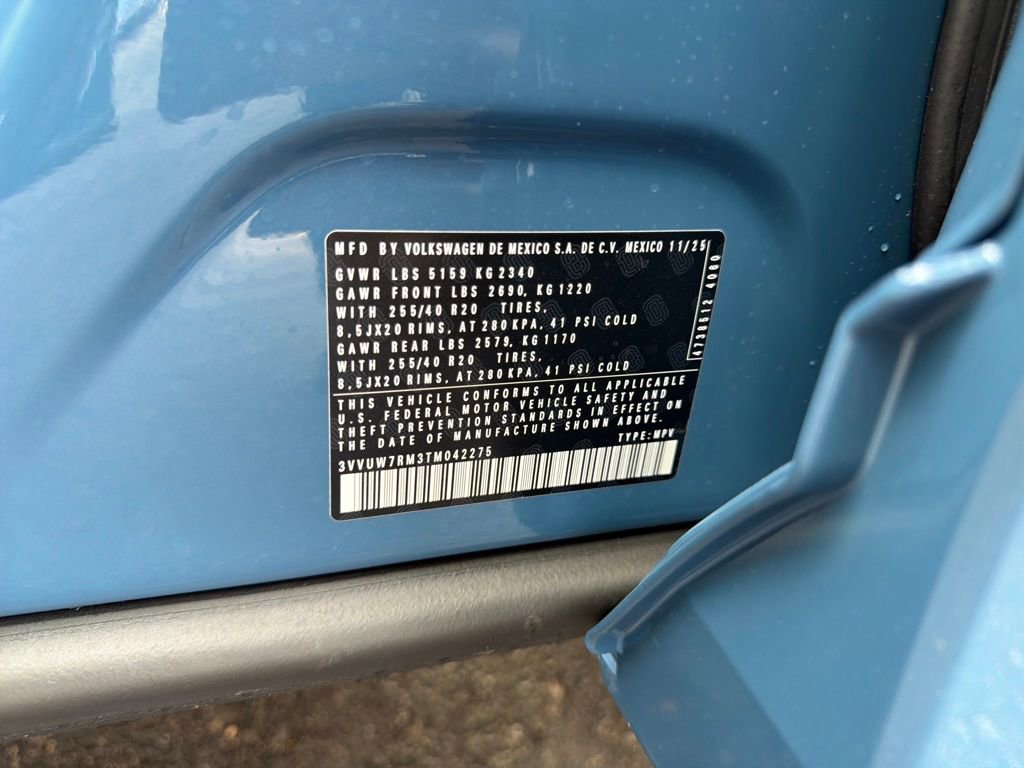 MFD BY VOLKSWAGEN DE MEXICO S.A. DE C.V. MEXICO 11/25
GVWR LBS 5159 KG 2340
GAWR FRONT LBS 2690, KG 1220
WITH 255/40 R20 TIRES,
8,5JX20 RIMS, AT 280 KPA, 41 PSI COLD
GAWR REAR LBS 2579, KG 1170
WITH 255/40 R20 TIRES,
8,5JX20 RIMS, AT 280 KPA, 41 PSI COLD
4738612 4060
THIS VEHICLE CONFORMS TO ALL APPLICABLE
U.S. FEDERAL MOTOR VEHICLE SAFETY AND
THEFT PREVENTION STANDARDS IN EFFECT ON
THE DATE OF MANUFACTURE SHOWN ABOVE.
TYPE: MPV
3VVUW7RM3TM042275